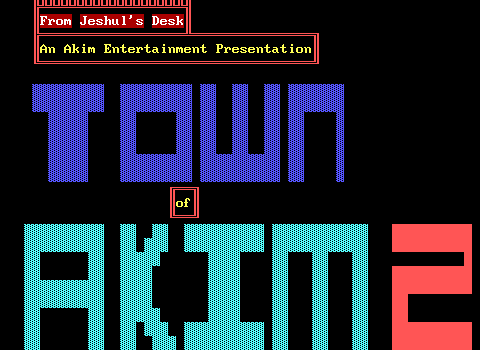 From Jeshul's Desk
An Akim Entertainment Presentation
TOWN
of
AKIM 2